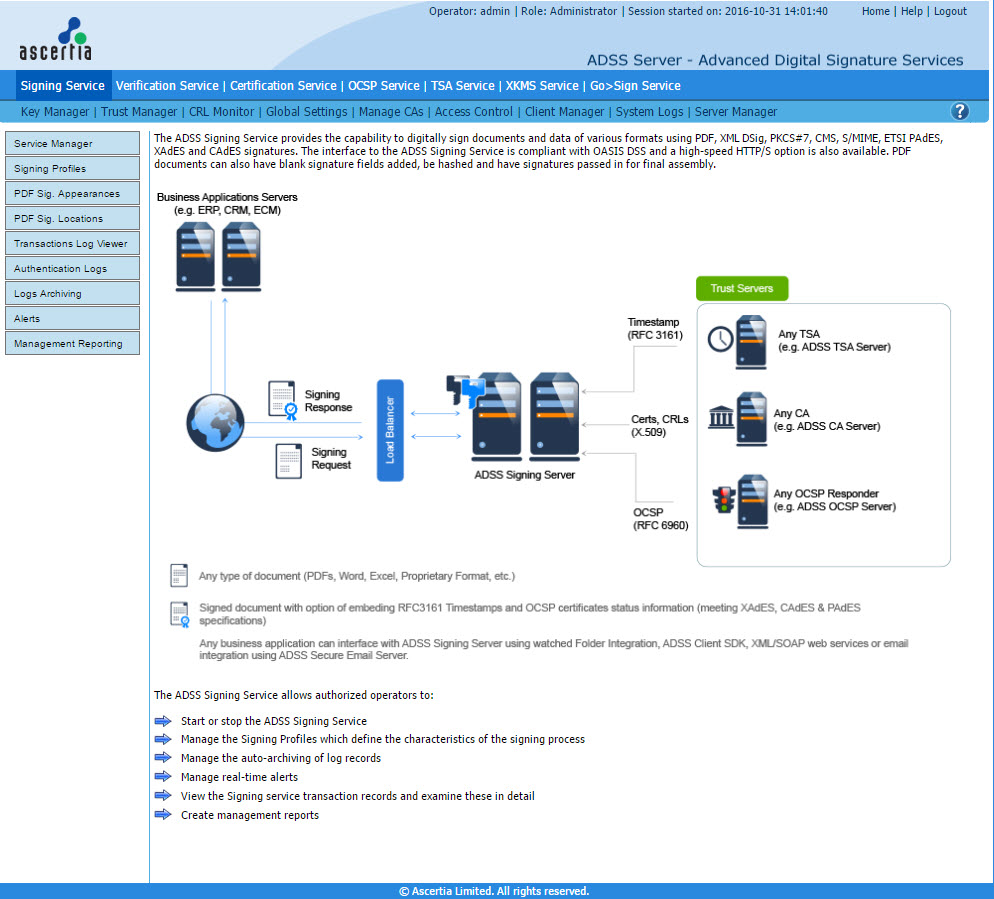 Operator: admin | Role: Administrator | Session started on: 2016-10-31 14:01:40 Home | Help | Logout
ascertia
ADSS Server - Advanced Digital Signature Services
Signing Service Verification Service | Certification Service | OCSP Service | TSA Service | XKMS Service | Go>Sign Service
Key Manager | Trust Manager | CRL Monitor | Global Settings | Manage CAs | Access Control | Client Manager | System Logs | Server Manager ?
Service Manager
Signing Profiles
PDF Sig. Appearances
PDF Sig. Locations
Transactions Log Viewer
Authentication Logs
Logs Archiving
Alerts
Management Reporting
The ADSS Signing Service provides the capability to digitally sign documents and data of various formats using PDF, XML DSig, PKCS#7, CMS, S/MIME, ETSI PAdES,
XAdES and CAdES signatures. The interface to the ADSS Signing Service is compliant with OASIS DSS and a high-speed HTTP/S option is also available. PDF
documents can also have blank signature fields added, be hashed and have signatures passed in for final assembly.
Business Applications Servers
(e.g. ERP, CRM, ECM)
Signing
Response
Signing
Request
Load Balancer
ADSS Signing Server
Timestamp
(RFC 3161)
Certs, CRLs
(X.509)
OCSP
(RFC 6960)
Trust Servers
Any TSA
(e.g. ADSS TSA Server)
Any CA
(e.g. ADSS CA Server)
Any OCSP Responder
(e.g. ADSS OCSP Server)
Any type of document (PDFs, Word, Excel, Proprietary Format, etc.)
Signed document with option of embeding RFC3161 Timestamps and OCSP certificates status information (meeting XAdES, CAdES & PAdES
specifications)
Any business application can interface with ADSS Signing Server using watched Folder Integration, ADSS Client SDK, XML/SOAP web services or email
integration using ADSS Secure Email Server.
The ADSS Signing Service allows authorized operators to:
Start or stop the ADSS Signing Service
Manage the Signing Profiles which define the characteristics of the signing process
Manage the auto-archiving of log records
Manage real-time alerts
View the Signing service transaction records and examine these in detail
Create management reports
© Ascertia Limited. All rights reserved.